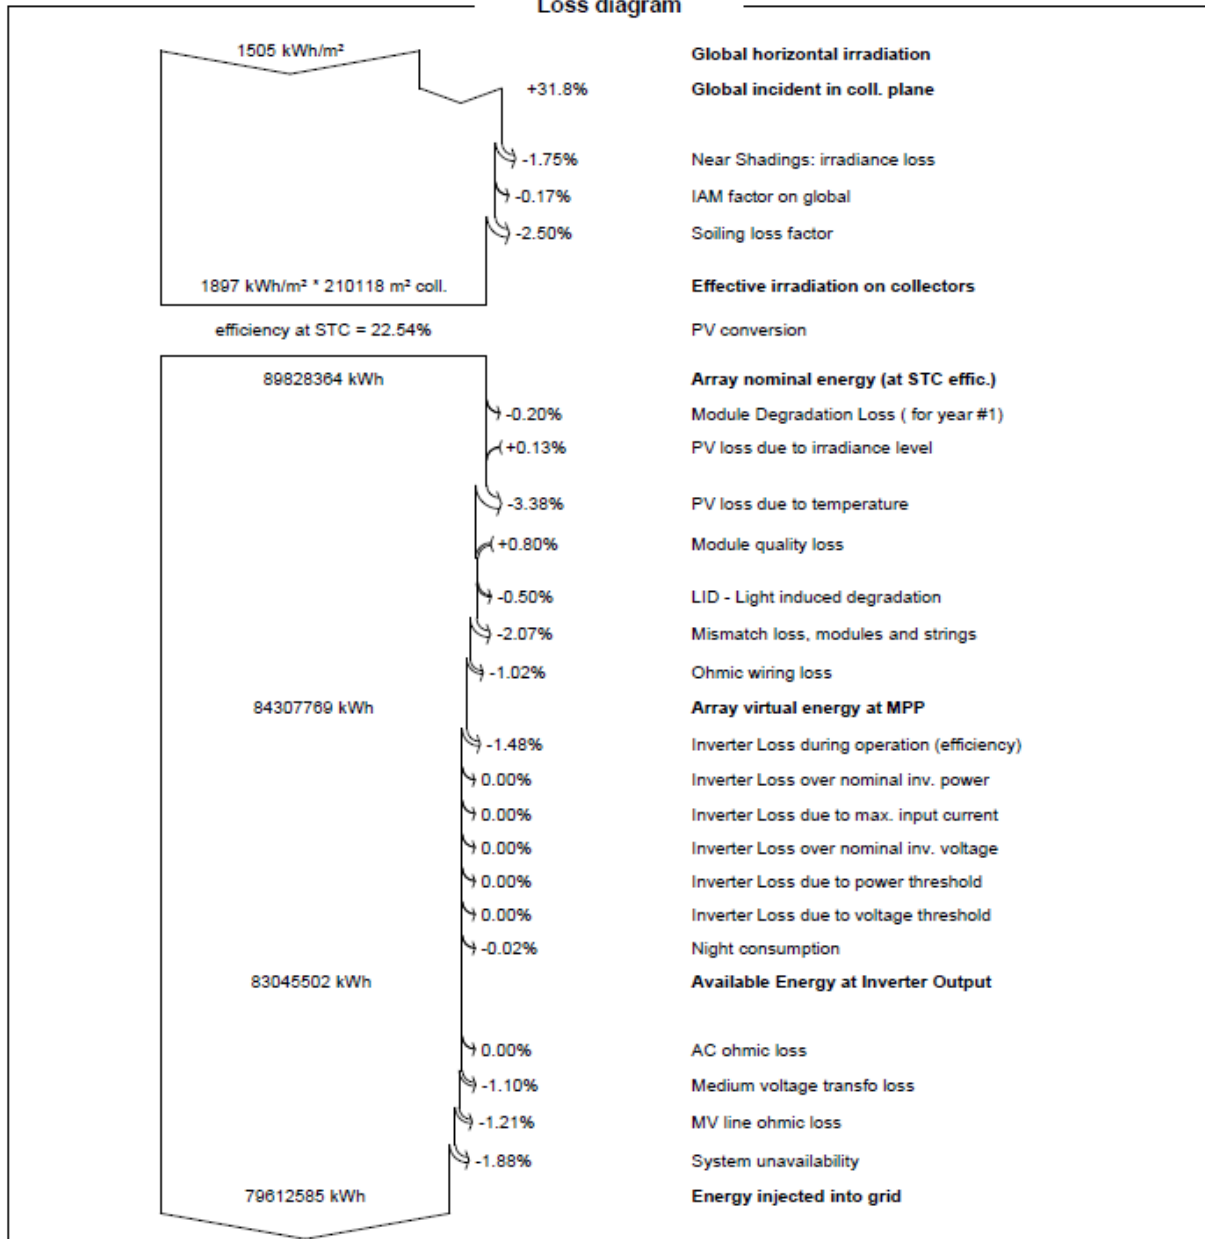 Loss diagram
1505 kWh/m²
Global horizontal irradiation
+31.8%
Global incident in coll. plane
-1.75%
Near Shadings: irradiance loss
-0.17%
IAM factor on global
-2.50%
Soiling loss factor
1897 kWh/m² * 210118 m² coll.
Effective irradiation on collectors
efficiency at STC = 22.54%
PV conversion
89828364 kWh
Array nominal energy (at STC effic.)
-0.20%
Module Degradation Loss ( for year #1)
+0.13%
PV loss due to irradiance level
-3.38%
PV loss due to temperature
+0.80%
Module quality loss
-0.50%
LID - Light induced degradation
-2.07%
Mismatch loss, modules and strings
-1.02%
Ohmic wiring loss
84307769 kWh
Array virtual energy at MPP
-1.48%
Inverter Loss during operation (efficiency)
0.00%
Inverter Loss over nominal inv. power
0.00%
Inverter Loss due to max. input current
0.00%
Inverter Loss over nominal inv. voltage
0.00%
Inverter Loss due to power threshold
0.00%
Inverter Loss due to voltage threshold
-0.02%
Night consumption
83045502 kWh
Available Energy at Inverter Output
0.00%
AC ohmic loss
-1.10%
Medium voltage transfo loss
-1.21%
MV line ohmic loss
-1.88%
System unavailability
79612585 kWh
Energy injected into grid